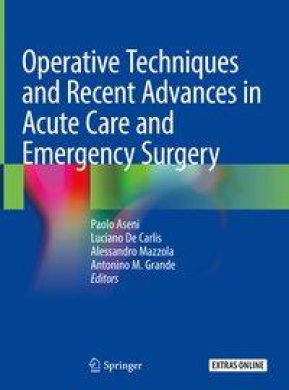 Operative Techniques
and Recent Advances in
Acute Care and
Emergency Surgery
Paolo Aseni
Luciano De Carlis
Alessandro Mazzola
Antonino M. Grande
Editors
Springer
EXTRAS ONLINE